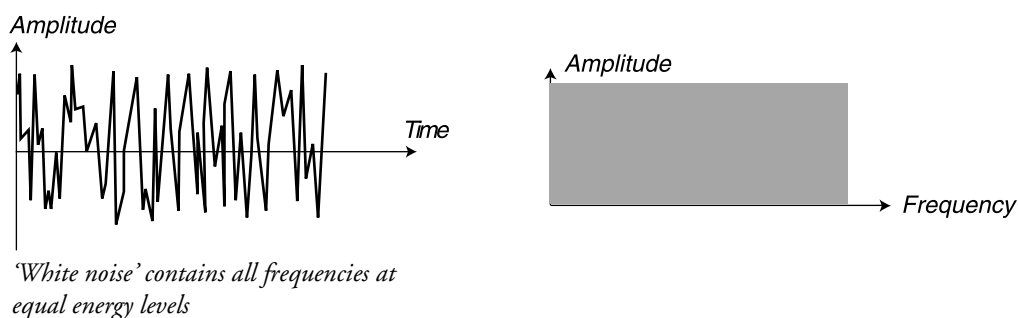 Amplitude
Time
‘White noise’ contains all frequencies at
equal energy levels
Amplitude
Frequency